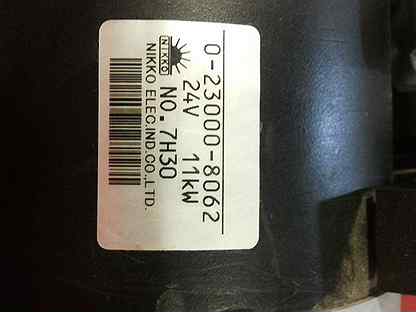 0-23000-8062
24V 11kW
NIKKO NO. 7H30
NIKKO ELEC.IND.CO.,LTD.